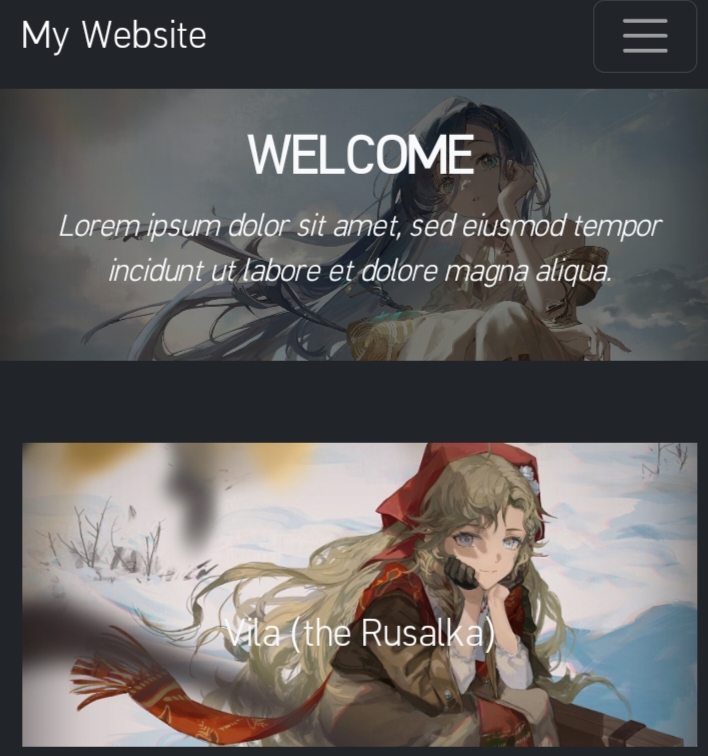 My Website
WELCOME
Lorem ipsum dolor sit amet, sed eiusmod tempor
incidunt ut labore et dolore magna aliqua.
Vila (the Rusalka)